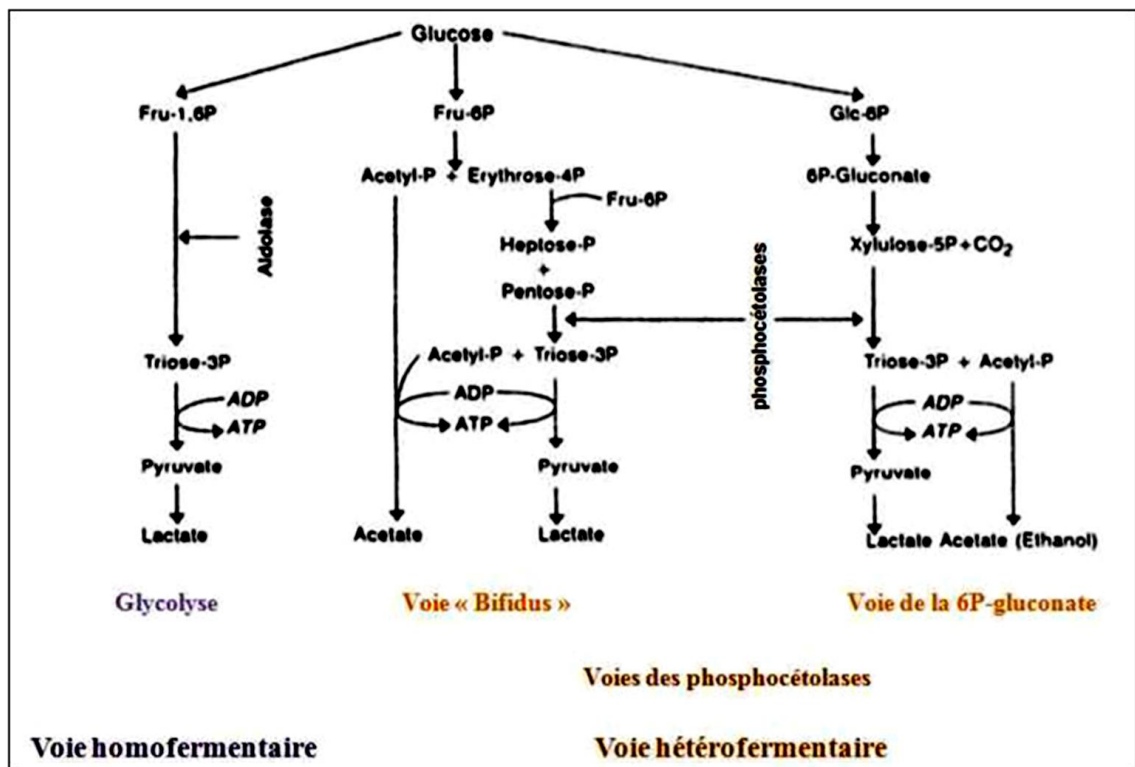 Glucose
Fru-1,6P Fru-6P Glc-6P
Acetyl-P + Erythrose-4P 6P-Gluconate
Fru-6P
Aldolase
Heptose-P
+
Pentose-P
Xylulose-5P+CO₂
phosphocétolases
Triose-3P Acetyl-P + Triose-3P Triose-3P + Acetyl-P
ADP ADP ADP
ATP ATP ATP
Pyruvate Pyruvate Pyruvate
Lactate Acetate Lactate Lactate Acetate (Ethanol)
Glycolyse Voie « Bifidus » Voie de la 6P-gluconate
Voies des phosphocétolases
Voie homofermentaire Voie hétérofermentaire